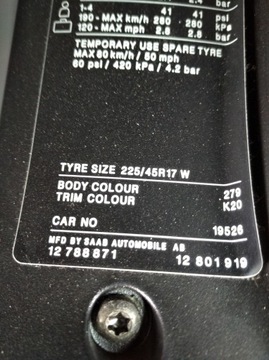 2.4 bar
1-4 41 41 psi
190-MAX km/h 280 280 kPa
120-MAX mph 2.8 2.8 bar
TEMPORARY USE SPARE TYRE
MAX 80 km/h / 50 mph
60 psi / 420 kPa / 4.2 bar
TYRE SIZE 225/45R17 W
BODY COLOUR 279
TRIM COLOUR K20
CAR NO 19526
MFD BY SAAB AUTOMOBILE AB
12 788 871 12 801 919